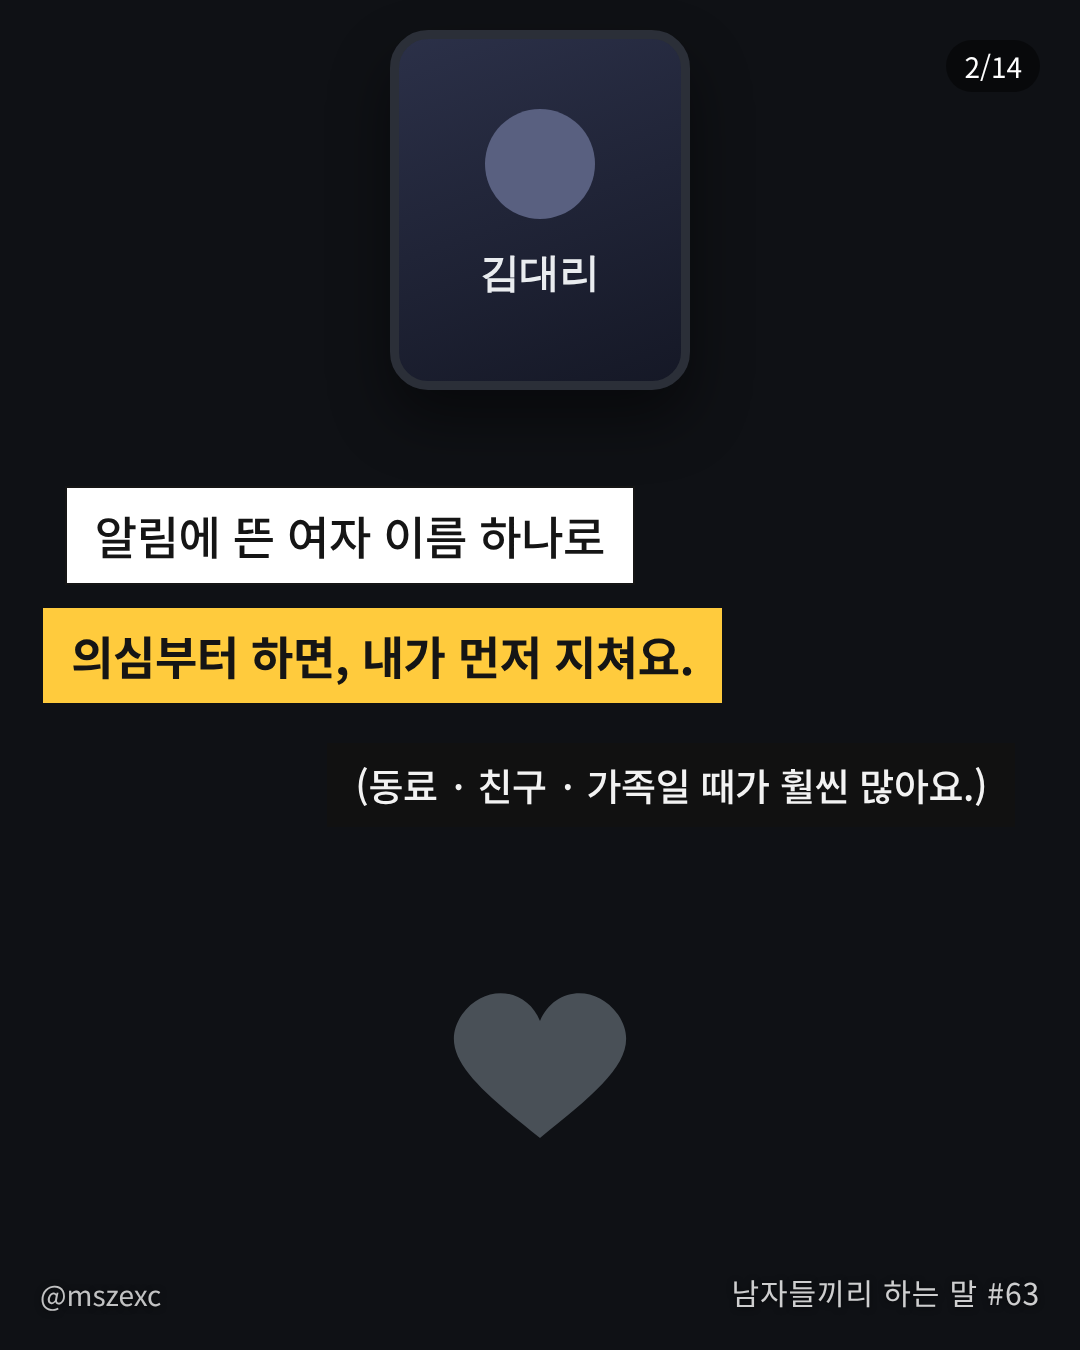 2/14
김대리
알림에 뜬 여자 이름 하나로
의심부터 하면, 내가 먼저 지쳐요.
(동료 · 친구 · 가족일 때가 훨씬 많아요.)
@mszexc
남자들끼리 하는 말 #63